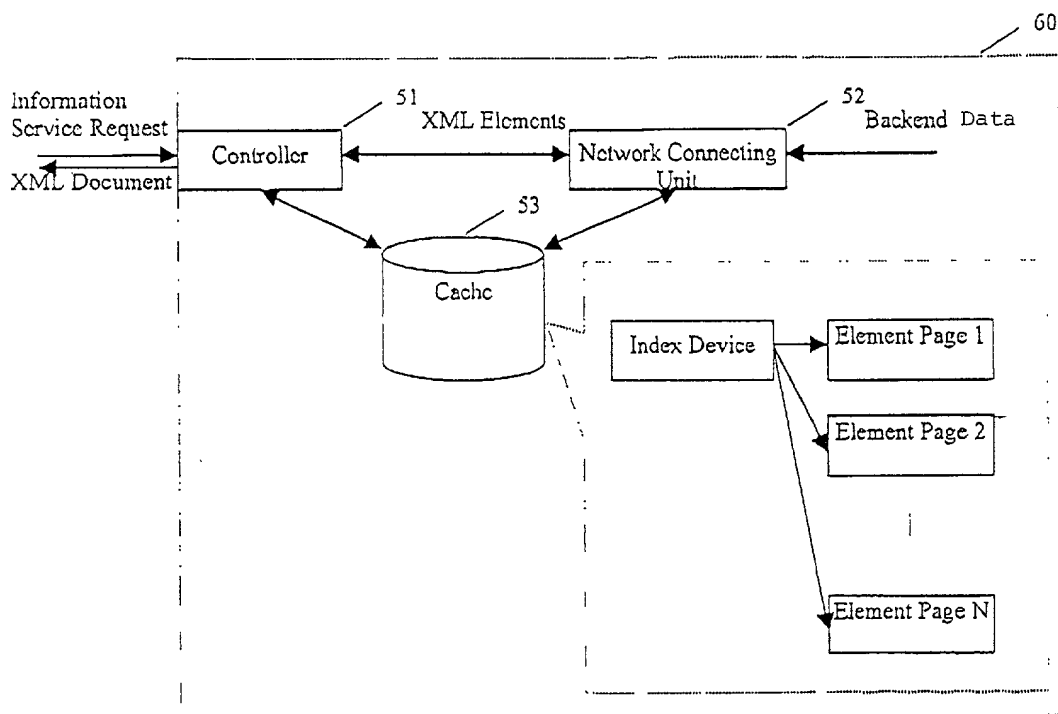 60
Information
Service Request
51
XML Elements
52
Backend Data
Controller
Network Connecting
Unit
XML Document
53
Cache
Index Device
Element Page 1
Element Page 2
Element Page N